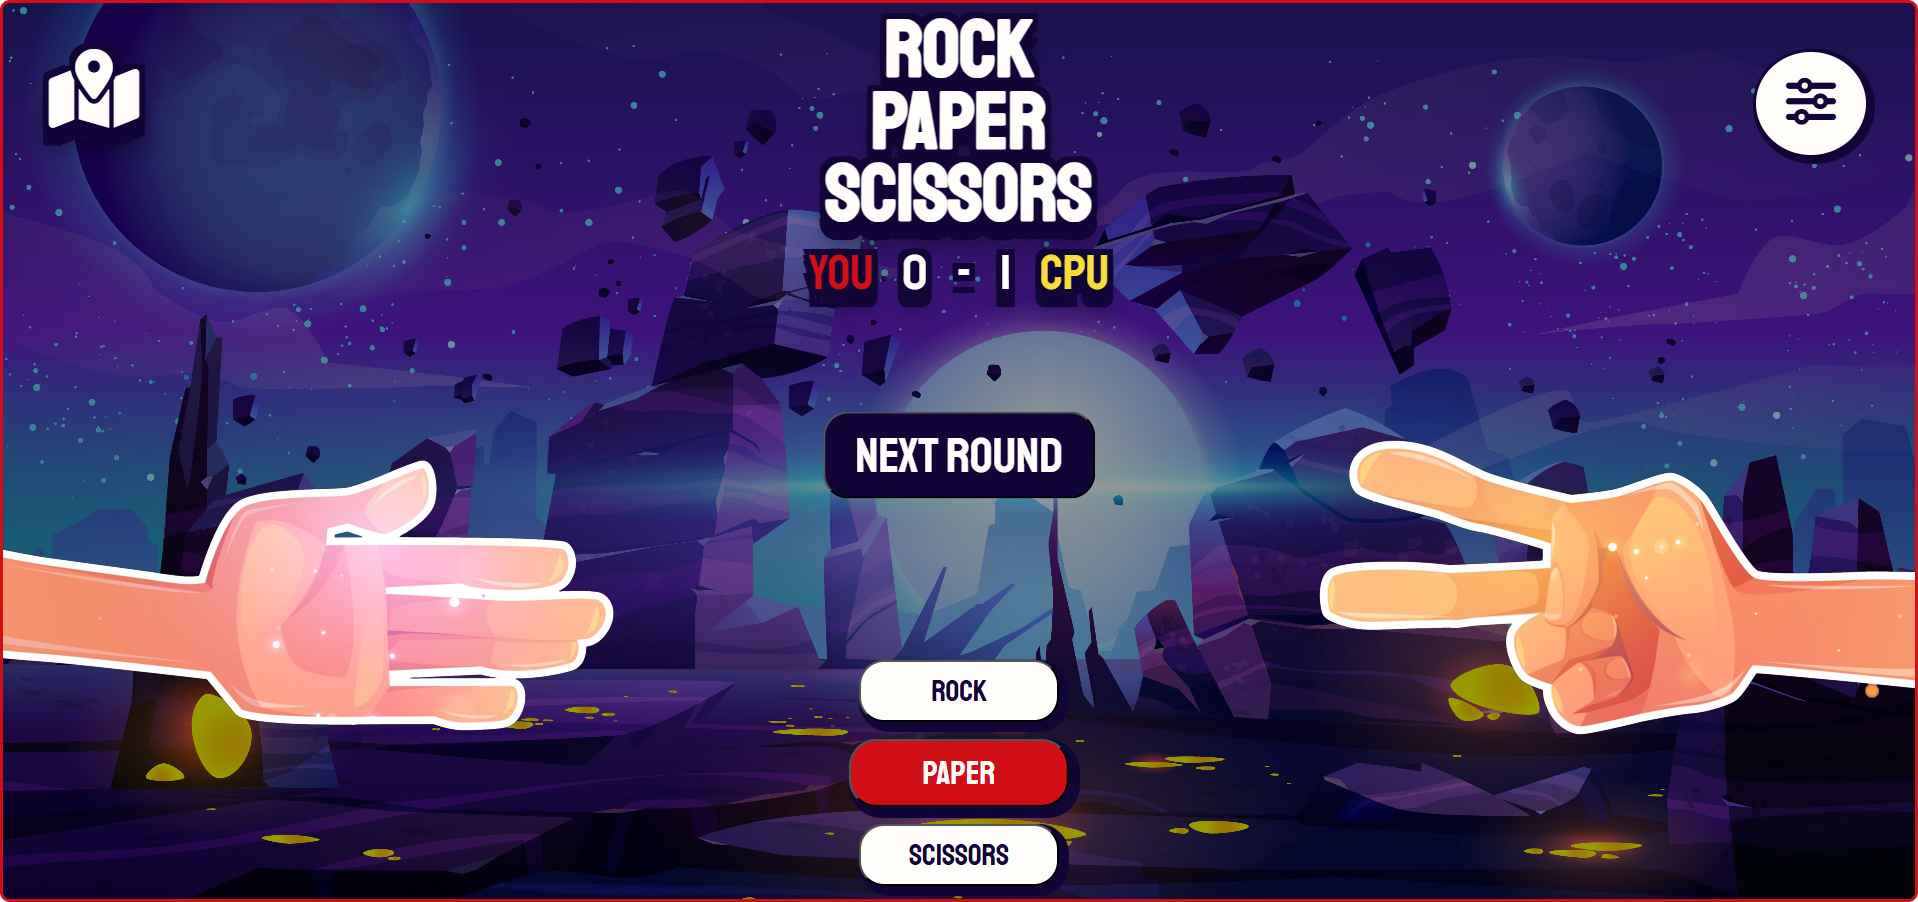 ROCK
PAPER
SCISSORS
YOU 0 - 1 CPU
NEXT ROUND
ROCK
PAPER
SCISSORS